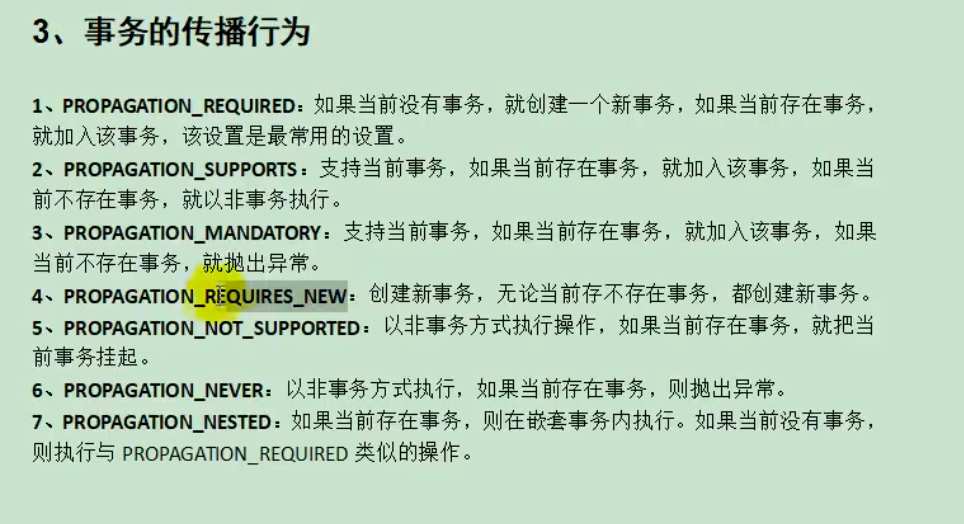 3、事务的传播行为
1、PROPAGATION_REQUIRED：如果当前没有事务，就创建一个新事务，如果当前存在事务，
就加入该事务，该设置是最常用的设置。
2、PROPAGATION_SUPPORTS：支持当前事务，如果当前存在事务，就加入该事务，如果当
前不存在事务，就以非事务执行。
3、PROPAGATION_MANDATORY：支持当前事务，如果当前存在事务，就加入该事务，如果
当前不存在事务，就抛出异常。
4、PROPAGATION_REQUIRES_NEW：创建新事务，无论当前存不存在事务，都创建新事务。
5、PROPAGATION_NOT_SUPPORTED：以非事务方式执行操作，如果当前存在事务，就把当
前事务挂起。
6、PROPAGATION_NEVER：以非事务方式执行，如果当前存在事务，则抛出异常。
7、PROPAGATION_NESTED：如果当前存在事务，则在嵌套事务内执行。如果当前没有事务，
则执行与 PROPAGATION_REQUIRED 类似的操作。